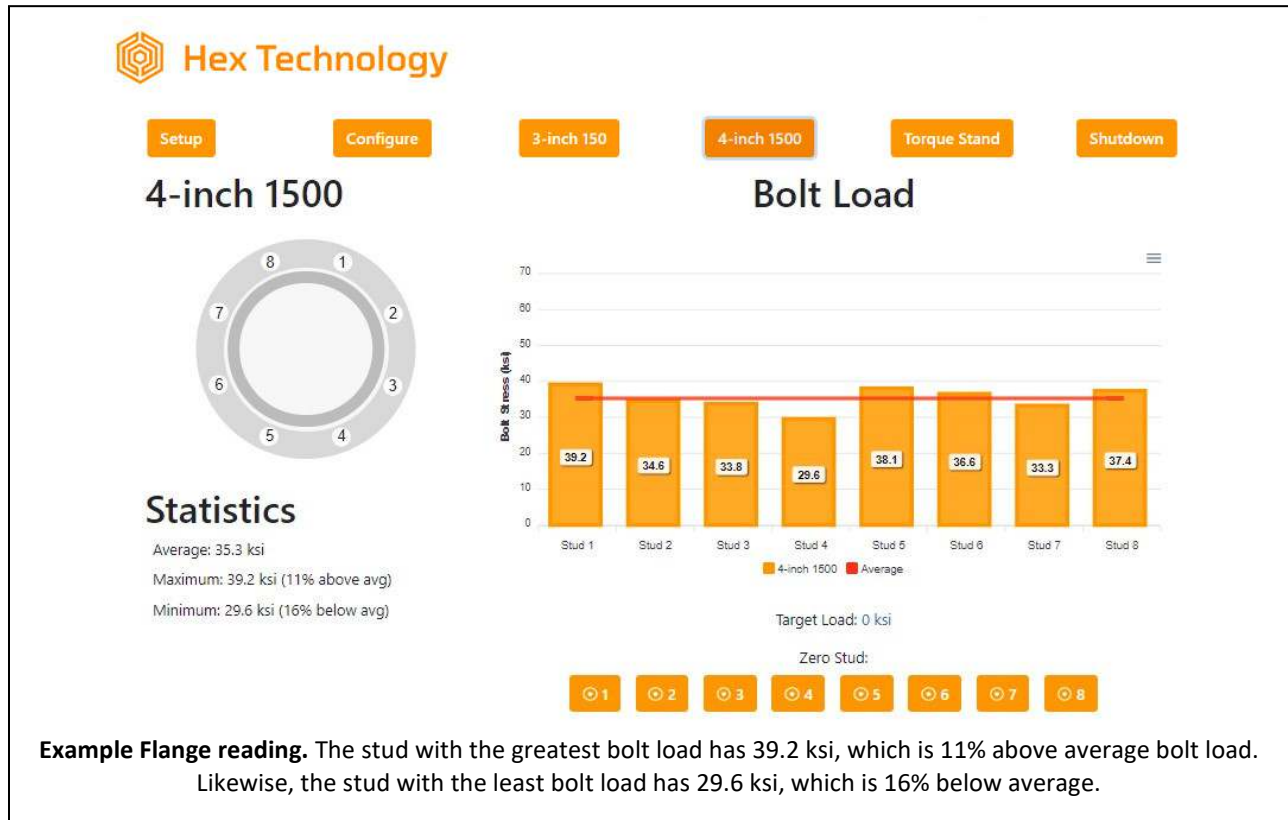 Hex Technology
Setup Configure 3-inch 150 4-inch 1500 Torque Stand Shutdown
4-inch 1500
8 1
7 2
6 3
5 4
Statistics
Average: 35.3 ksi
Maximum: 39.2 ksi (11% above avg)
Minimum: 29.6 ksi (16% below avg)
Bolt Load
Bolt Stress (ksi)
70
60
50
40
30
20
10
0
39.2 34.6 33.8 29.6 38.1 36.6 33.3 37.4
Stud 1 Stud 2 Stud 3 Stud 4 Stud 5 Stud 6 Stud 7 Stud 8
4-inch 1500 Average
Target Load: 0 ksi
Zero Stud:
1 2 3 4 5 6 7 8
Example Flange reading. The stud with the greatest bolt load has 39.2 ksi, which is 11% above average bolt load.
Likewise, the stud with the least bolt load has 29.6 ksi, which is 16% below average.